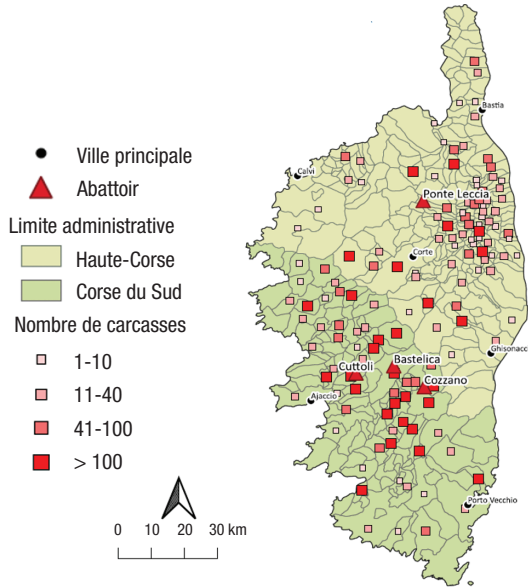 Ville principale
Abattoir
Limite administrative
Haute-Corse
Corse du Sud
Nombre de carcasses
1-10
11-40
41-100
> 100
0 10 20 30 km
Bastia
Calvi
Ponte Leccia
Corte
Ghisonacc
Cuttoli
Bastelica
Cozzano
Ajaccio
Porto Vecchio